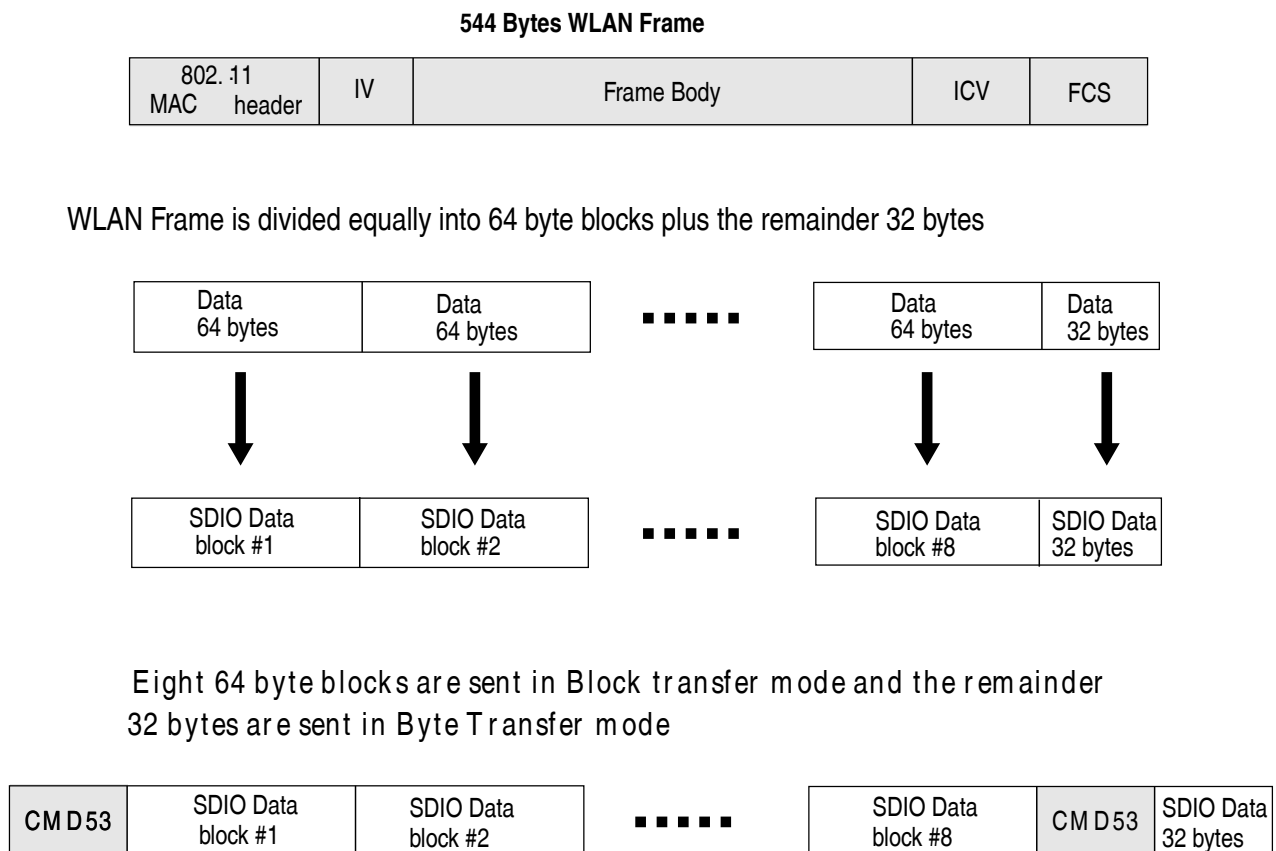 544 Bytes WLAN Frame
802.11
MAC header
IV
Frame Body
ICV
FCS
WLAN Frame is divided equally into 64 byte blocks plus the remainder 32 bytes
Data
64 bytes
Data
64 bytes
Data
64 bytes
Data
32 bytes
SDIO Data
block #1
SDIO Data
block #2
SDIO Data
block #8
SDIO Data
32 bytes
Eight 64 byte blocks are sent in Block transfer mode and the remainder
32 bytes are sent in Byte Transfer mode
CMD53
SDIO Data
block #1
SDIO Data
block #2
SDIO Data
block #8
CMD53
SDIO Data
32 bytes